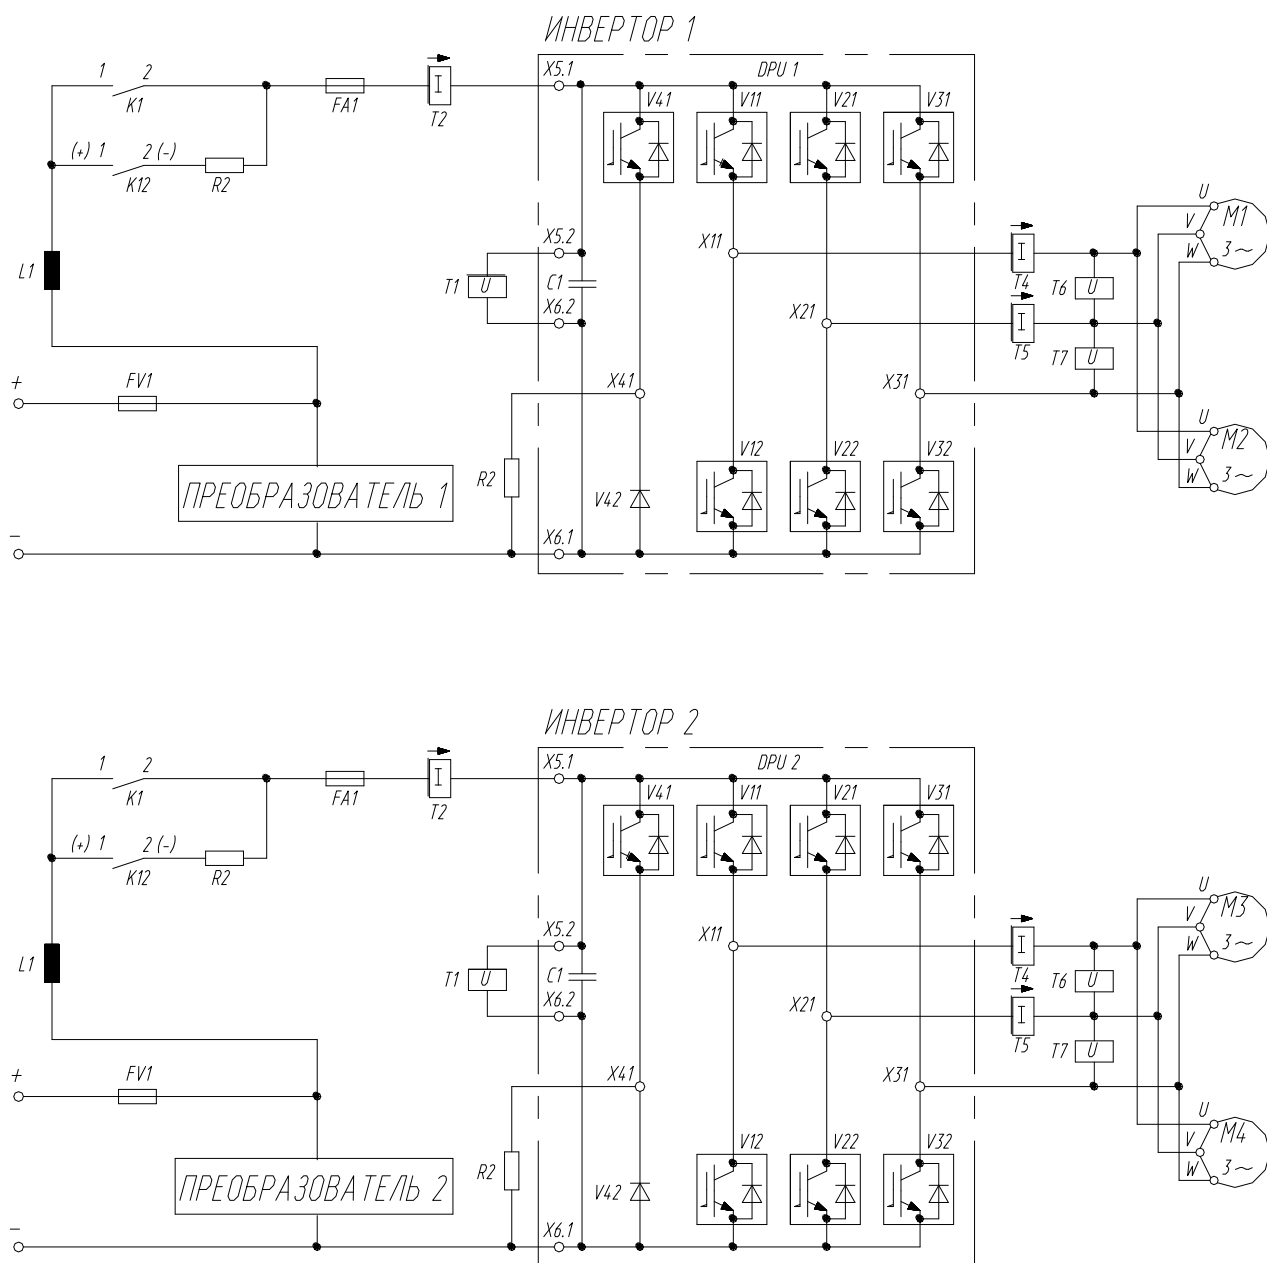 ИНВЕРТОР 1
DPU 1
X5.1
1 2
K1
FA1
I
T2
V41 V11 V21 V31
(+) 1 2 (-)
K12 R2
L1
X5.2
T1 U C1
X6.2
X11
X21
X41
X31
I
T4
I
T5
T6 U
T7 U
U
V M1
W 3~
U
V M2
W 3~
+
FV1
ПРЕОБРАЗОВАТЕЛЬ 1
R2
V42
V12 V22 V32
-
X6.1
ИНВЕРТОР 2
DPU 2
X5.1
1 2
K1
FA1
I
T2
V41 V11 V21 V31
(+) 1 2 (-)
K12 R2
L1
X5.2
T1 U C1
X6.2
X11
X21
X41
X31
I
T4
I
T5
T6 U
T7 U
U
V M3
W 3~
U
V M4
W 3~
+
FV1
ПРЕОБРАЗОВАТЕЛЬ 2
R2
V42
V12 V22 V32
-
X6.1